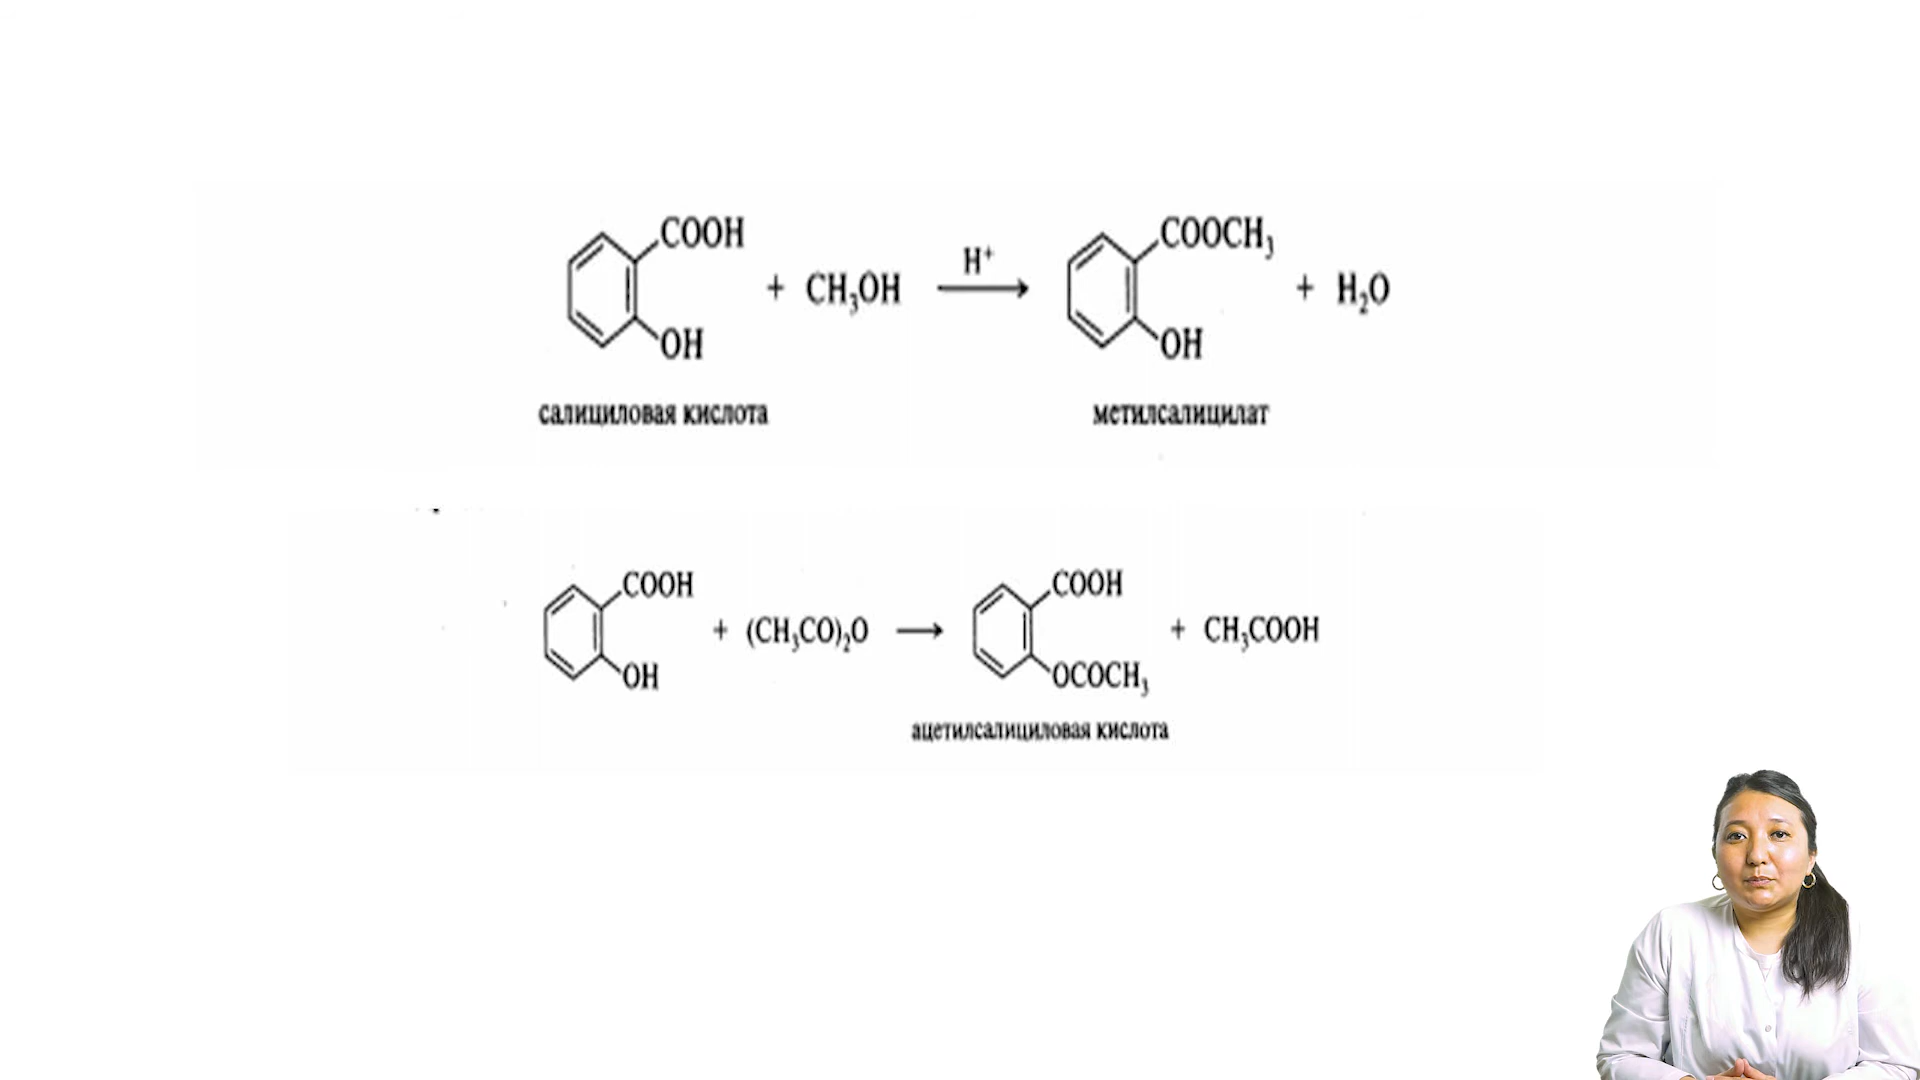 COOH
+ CH₃OH
H⁺
COOCH₃
+ H₂O
OH
OH
салициловая кислота
метилсалицилат
COOH
+ (CH₃CO)₂O
COOH
+ CH₃COOH
OH
OCOCH₃
ацетилсалициловая кислота